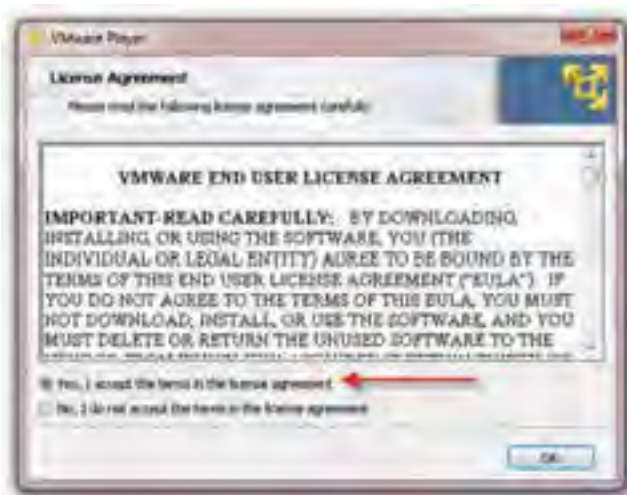 VMware Player
License Agreement
Please read the following license agreement carefully.
VMWARE END USER LICENSE AGREEMENT
IMPORTANT-READ CAREFULLY: BY DOWNLOADING,
INSTALLING, OR USING THE SOFTWARE, YOU (THE
INDIVIDUAL OR LEGAL ENTITY) AGREE TO BE BOUND BY THE
TERMS OF THIS END USER LICENSE AGREEMENT ("EULA"). IF
YOU DO NOT AGREE TO THE TERMS OF THIS EULA, YOU MUST
NOT DOWNLOAD, INSTALL, OR USE THE SOFTWARE, AND YOU
MUST DELETE OR RETURN THE UNUSED SOFTWARE TO THE
Yes, I accept the terms in the license agreement
No, I do not accept the terms in the license agreement
OK